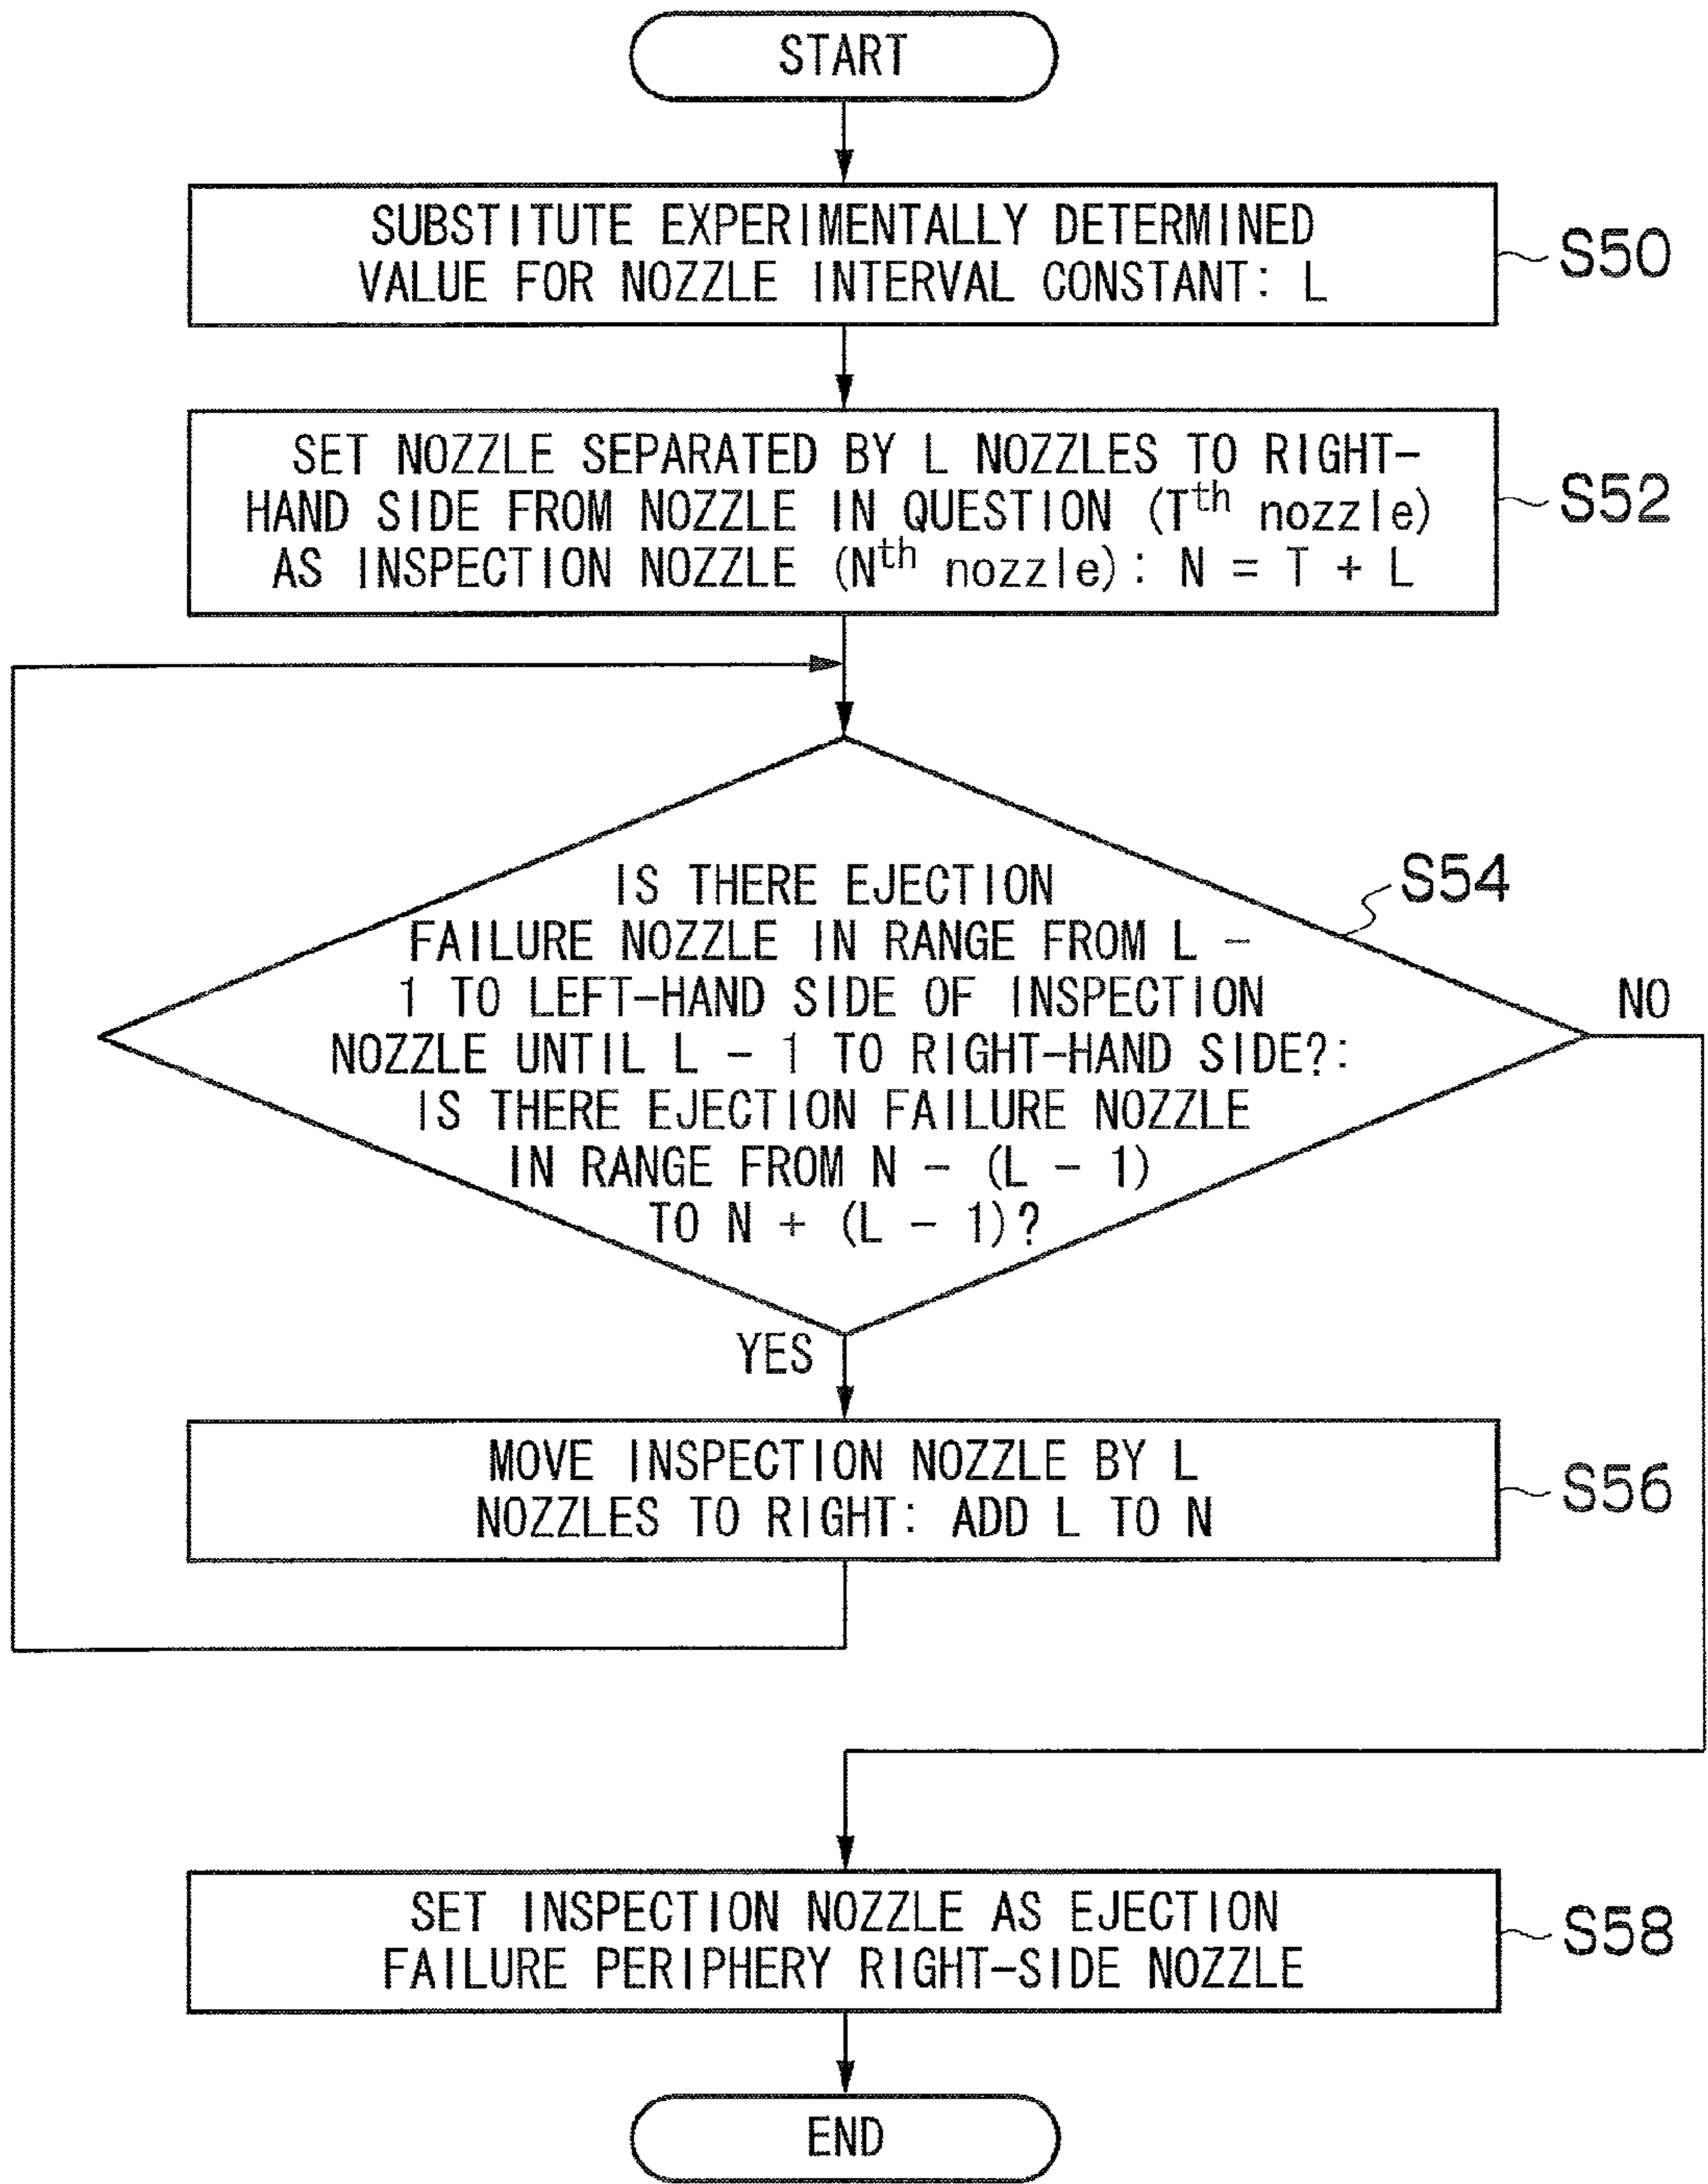 START
SUBSTITUTE EXPERIMENTALLY DETERMINED
VALUE FOR NOZZLE INTERVAL CONSTANT: L
S50
SET NOZZLE SEPARATED BY L NOZZLES TO RIGHT-
HAND SIDE FROM NOZZLE IN QUESTION (Tth nozzle)
AS INSPECTION NOZZLE (Nth nozzle): N = T + L
S52
IS THERE EJECTION
FAILURE NOZZLE IN RANGE FROM L -
1 TO LEFT-HAND SIDE OF INSPECTION
NOZZLE UNTIL L - 1 TO RIGHT-HAND SIDE?:
IS THERE EJECTION FAILURE NOZZLE
IN RANGE FROM N - (L - 1)
TO N + (L - 1)?
S54
NO
YES
MOVE INSPECTION NOZZLE BY L
NOZZLES TO RIGHT: ADD L TO N
S56
SET INSPECTION NOZZLE AS EJECTION
FAILURE PERIPHERY RIGHT-SIDE NOZZLE
S58
END